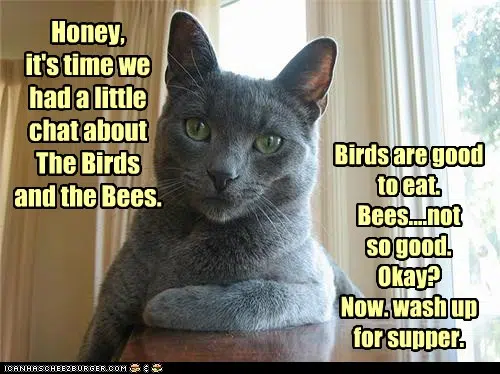 Honey,
it's time we
had a little
chat about
The Birds
and the Bees.
Birds are good
to eat.
Bees....not
so good.
Okay?
Now. wash up
for supper.
ICANHASCHEEZBURGER.COM